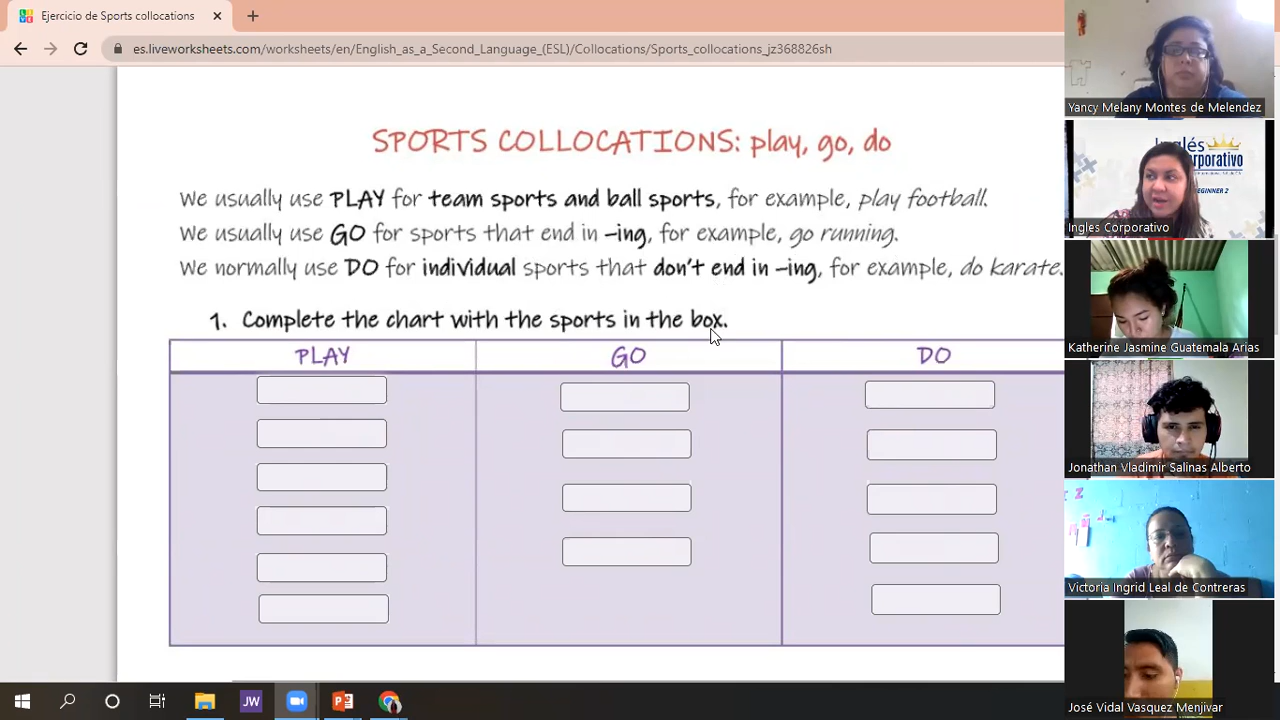 Ejercicio de Sports collocations
es.liveworksheets.com/worksheets/en/English_as_a_Second_Language_(ESL)/Collocations/Sports_collocations_jz368826sh
SPORTS COLLOCATIONS: play, go, do
We usually use PLAY for team sports and ball sports, for example, play football.
We usually use GO for sports that end in -ing, for example, go running.
We normally use DO for individual sports that don't end in -ing, for example, do karate.
1. Complete the chart with the sports in the box.
PLAY GO DO
Yancy Melany Montes de Melendez
Inglés
Corporativo
BEGINNER 2
Ingles Corporativo
Katherine Jasmine Guatemala Arias
Jonathan Vladimir Salinas Alberto
Victoria Ingrid Leal de Contreras
José Vidal Vasquez Menjivar
JW